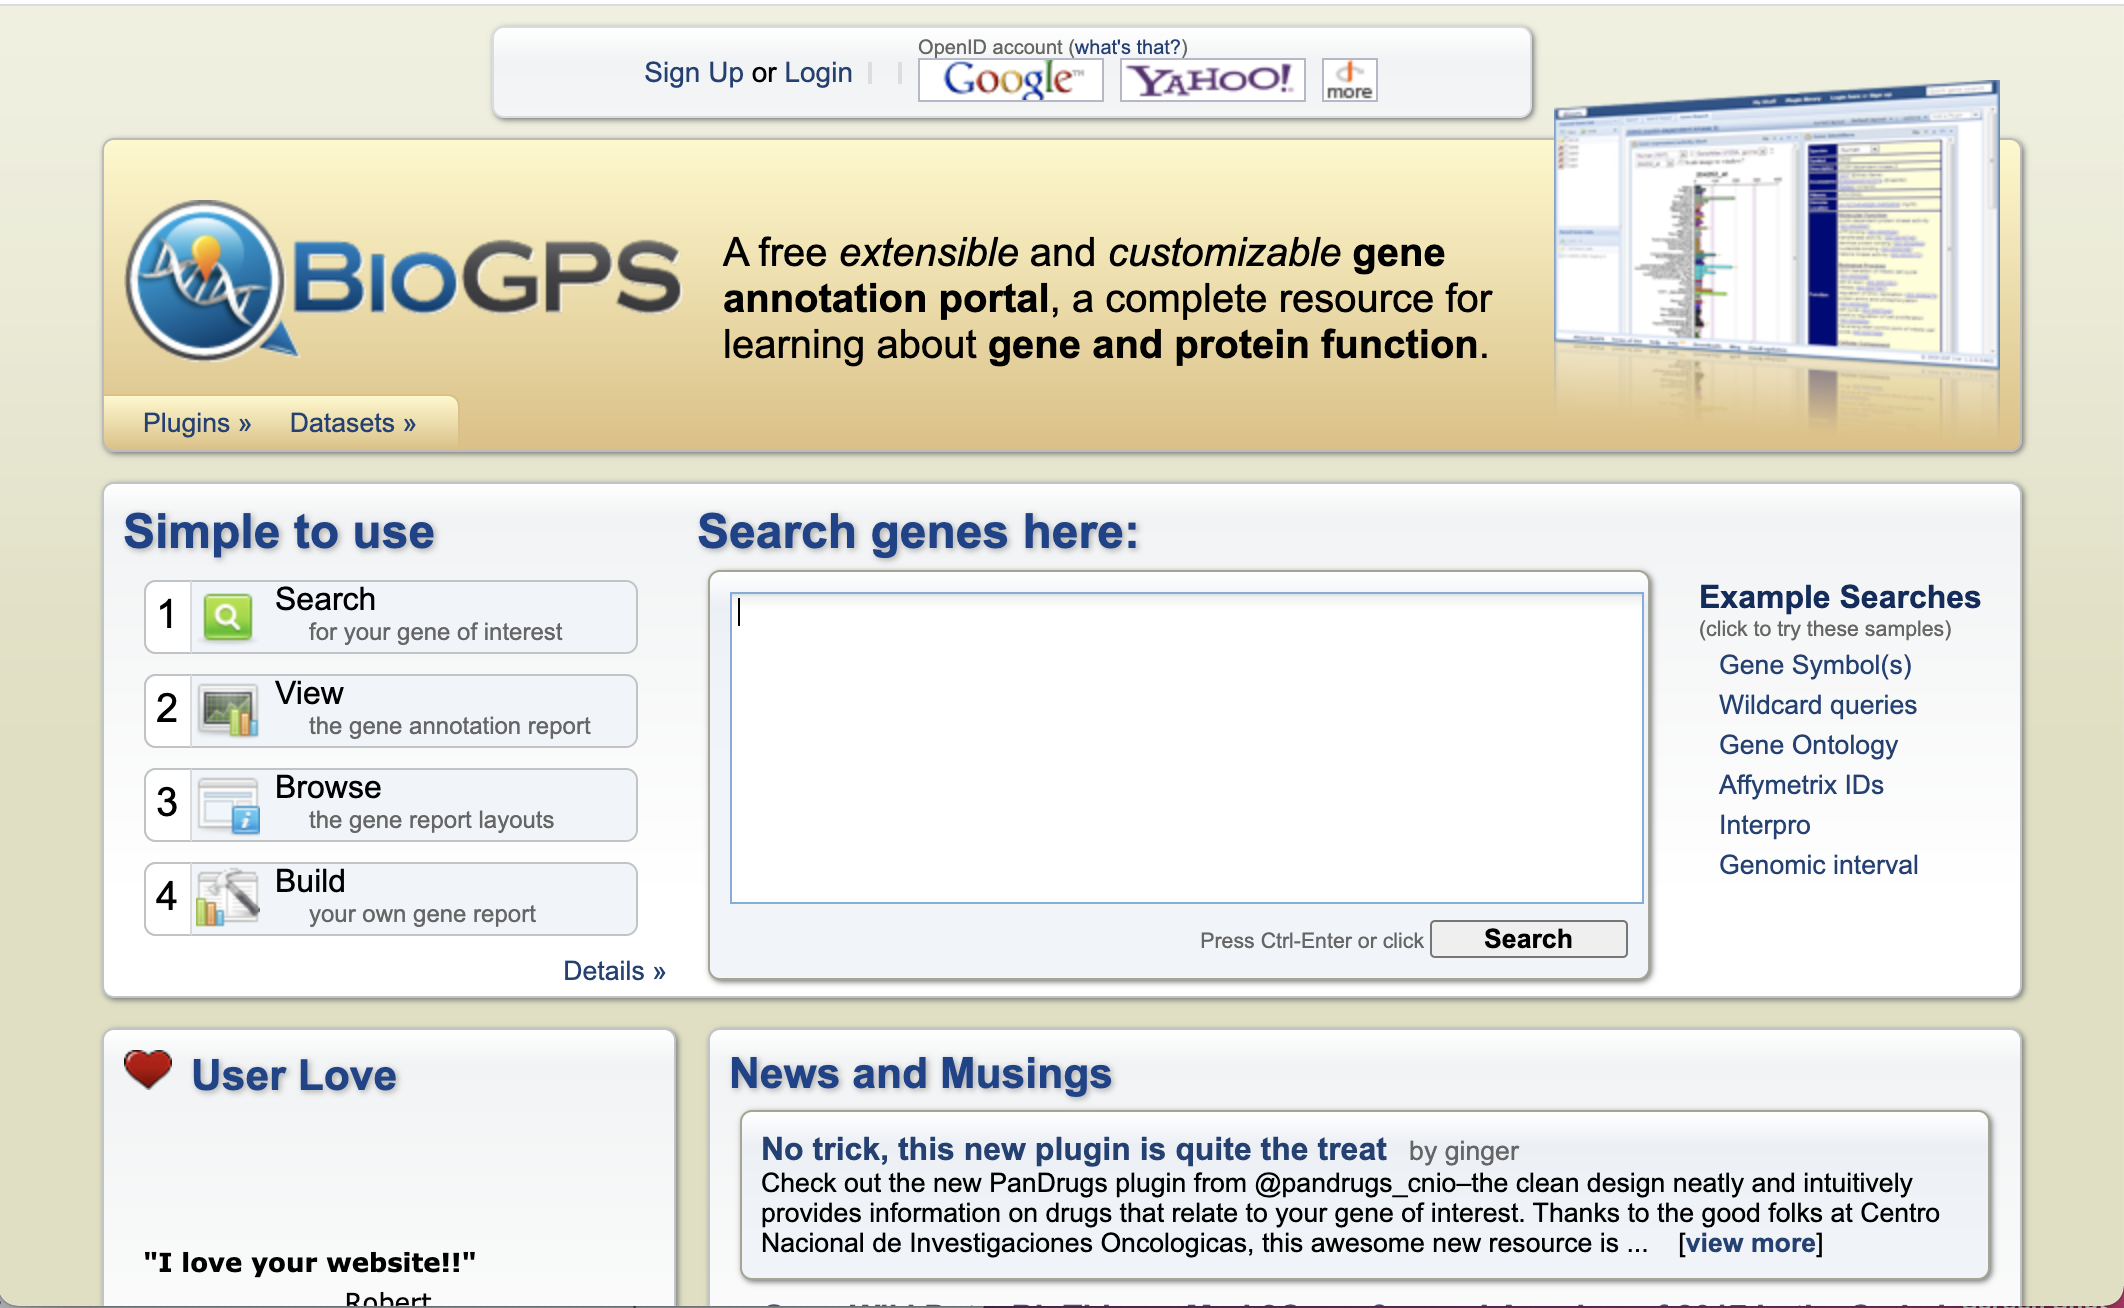 OpenID account (what's that?)
Sign Up or Login
Google™
YAHOO!
more
BIOGPS
A free extensible and customizable gene
annotation portal, a complete resource for
learning about gene and protein function.
Plugins »
Datasets »
Simple to use
1
Search
for your gene of interest
2
View
the gene annotation report
3
Browse
the gene report layouts
4
Build
your own gene report
Details »
Search genes here:
Press Ctrl-Enter or click
Search
Example Searches
(click to try these samples)
Gene Symbol(s)
Wildcard queries
Gene Ontology
Affymetrix IDs
Interpro
Genomic interval
User Love
"I love your website!!"
Robert
News and Musings
No trick, this new plugin is quite the treat by ginger
Check out the new PanDrugs plugin from @pandrugs_cnio–the clean design neatly and intuitively
provides information on drugs that relate to your gene of interest. Thanks to the good folks at Centro
Nacional de Investigaciones Oncologicas, this awesome new resource is ... [view more]